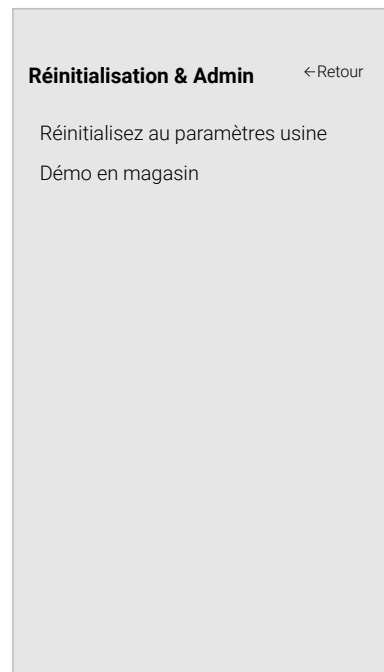 Réinitialisation & Admin ←Retour
Réinitialisez au paramètres usine
Démo en magasin